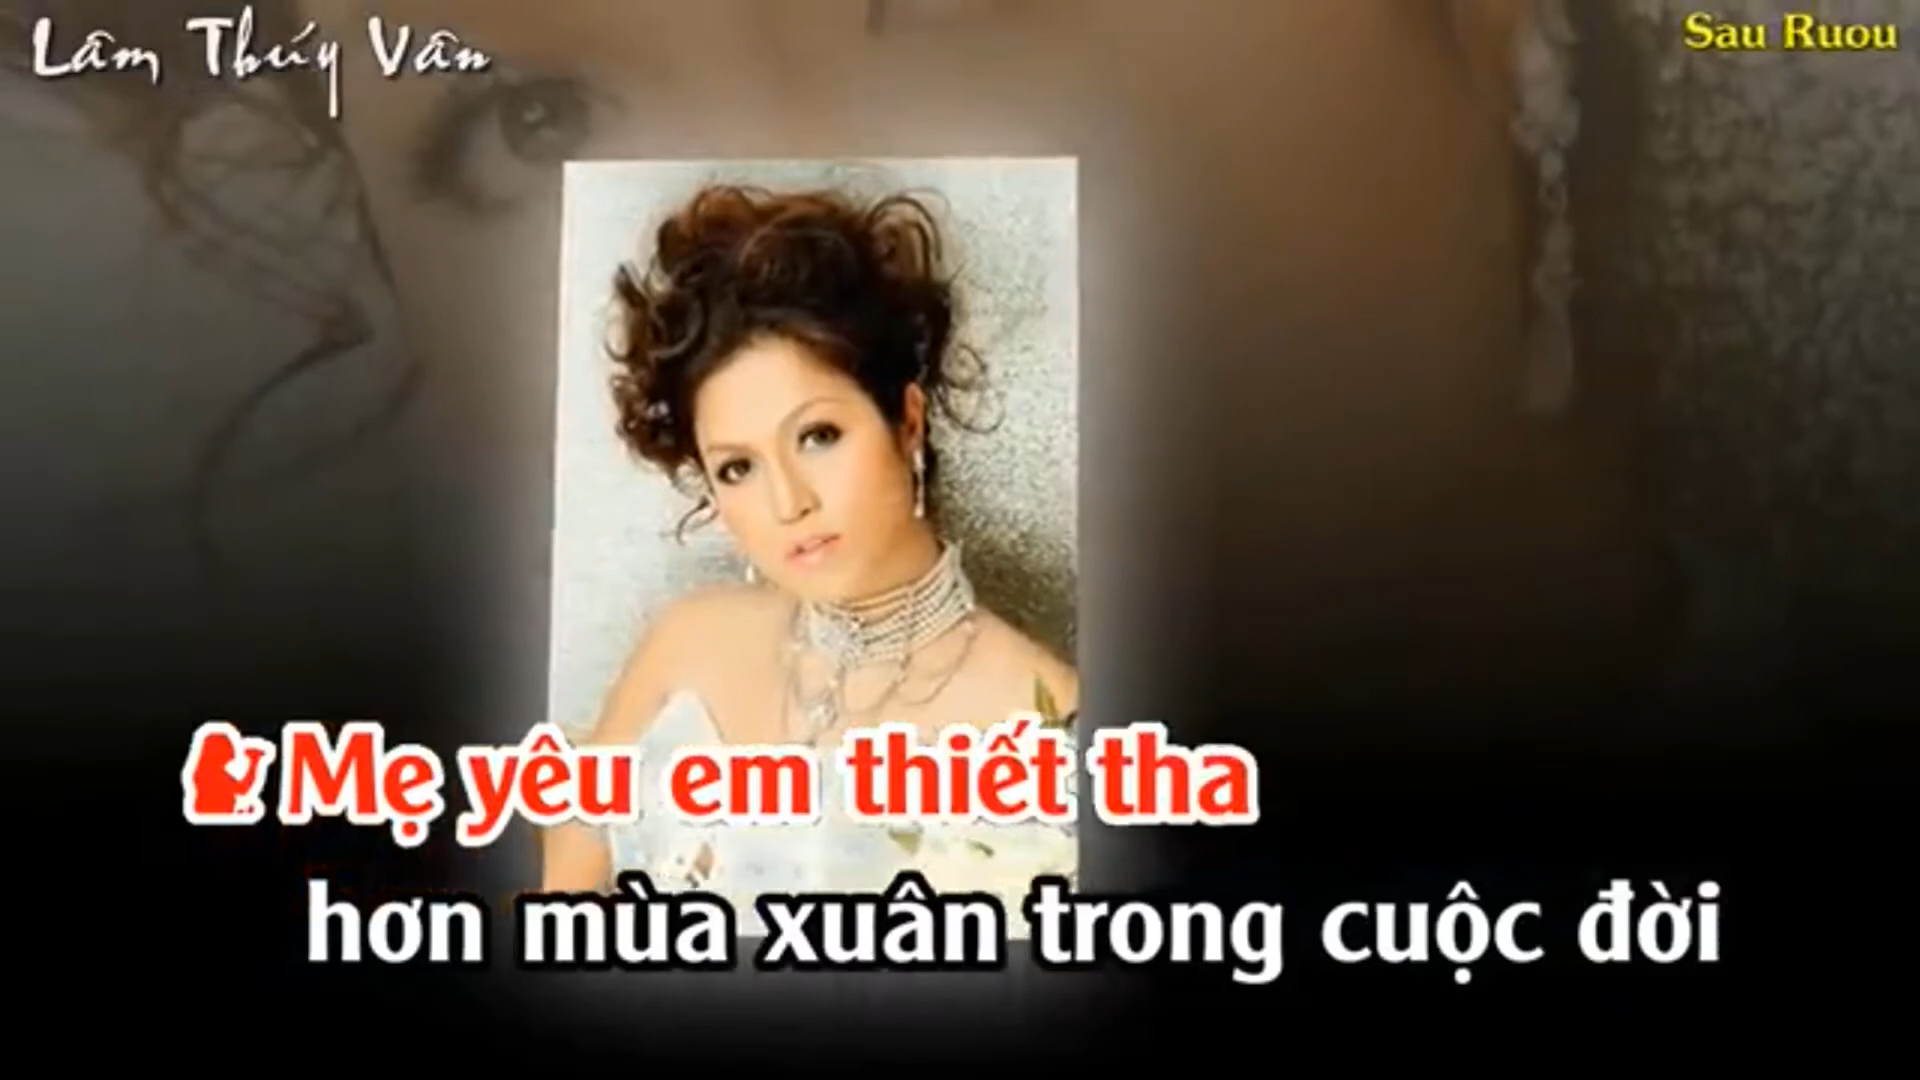 Lâm Thúy Vân
Sau Ruou
Mẹ yêu em thiết tha
hơn mùa xuân trong cuộc đời